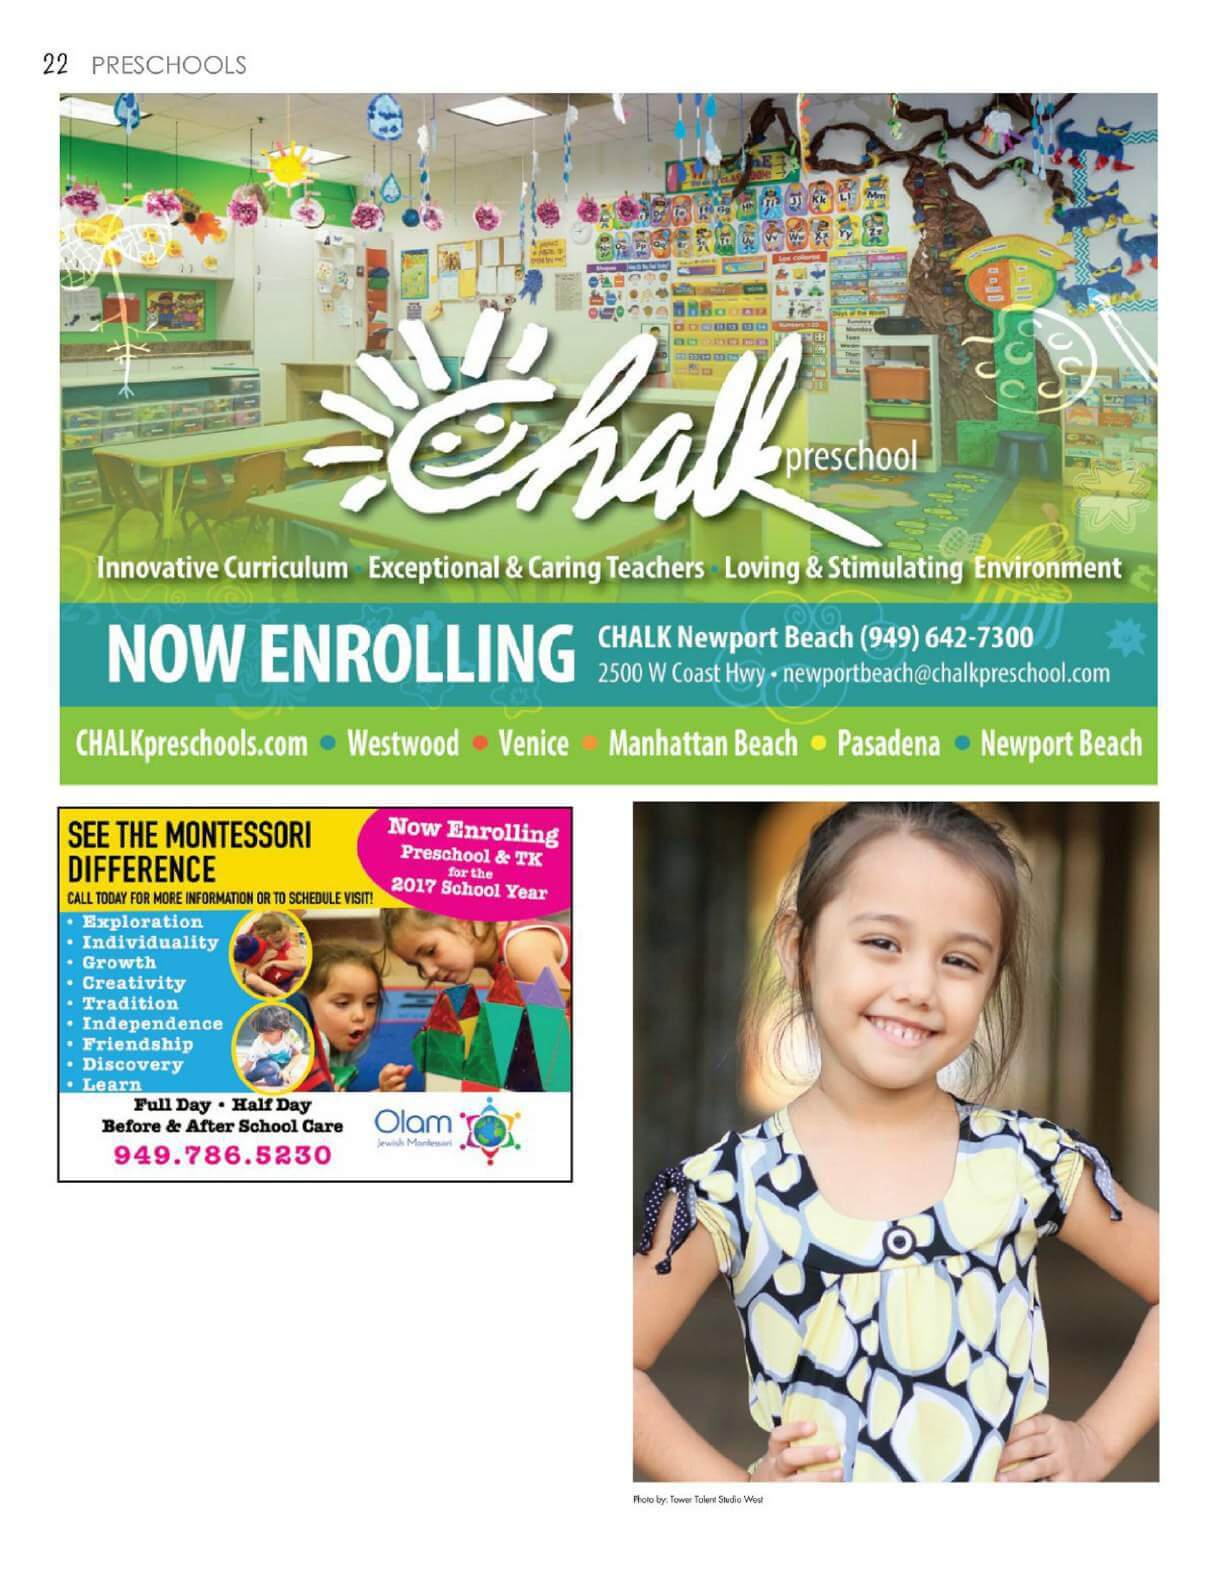 22 PRESCHOOLS
Chalk preschool
Innovative Curriculum • Exceptional & Caring Teachers • Loving & Stimulating Environment
NOW ENROLLING
CHALK Newport Beach (949) 642-7300
2500 W Coast Hwy • newportbeach@chalkpreschool.com
CHALKpreschools.com • Westwood • Venice • Manhattan Beach • Pasadena • Newport Beach
SEE THE MONTESSORI
DIFFERENCE
CALL TODAY FOR MORE INFORMATION OR TO SCHEDULE VISIT!
Now Enrolling
Preschool & TK
for the
2017 School Year
• Exploration
• Individuality
• Growth
• Creativity
• Tradition
• Independence
• Friendship
• Discovery
• Learn
Full Day • Half Day
Before & After School Care
949.786.5230
Olam
Jewish Montessori
Photo by: Tower Talent Studio West